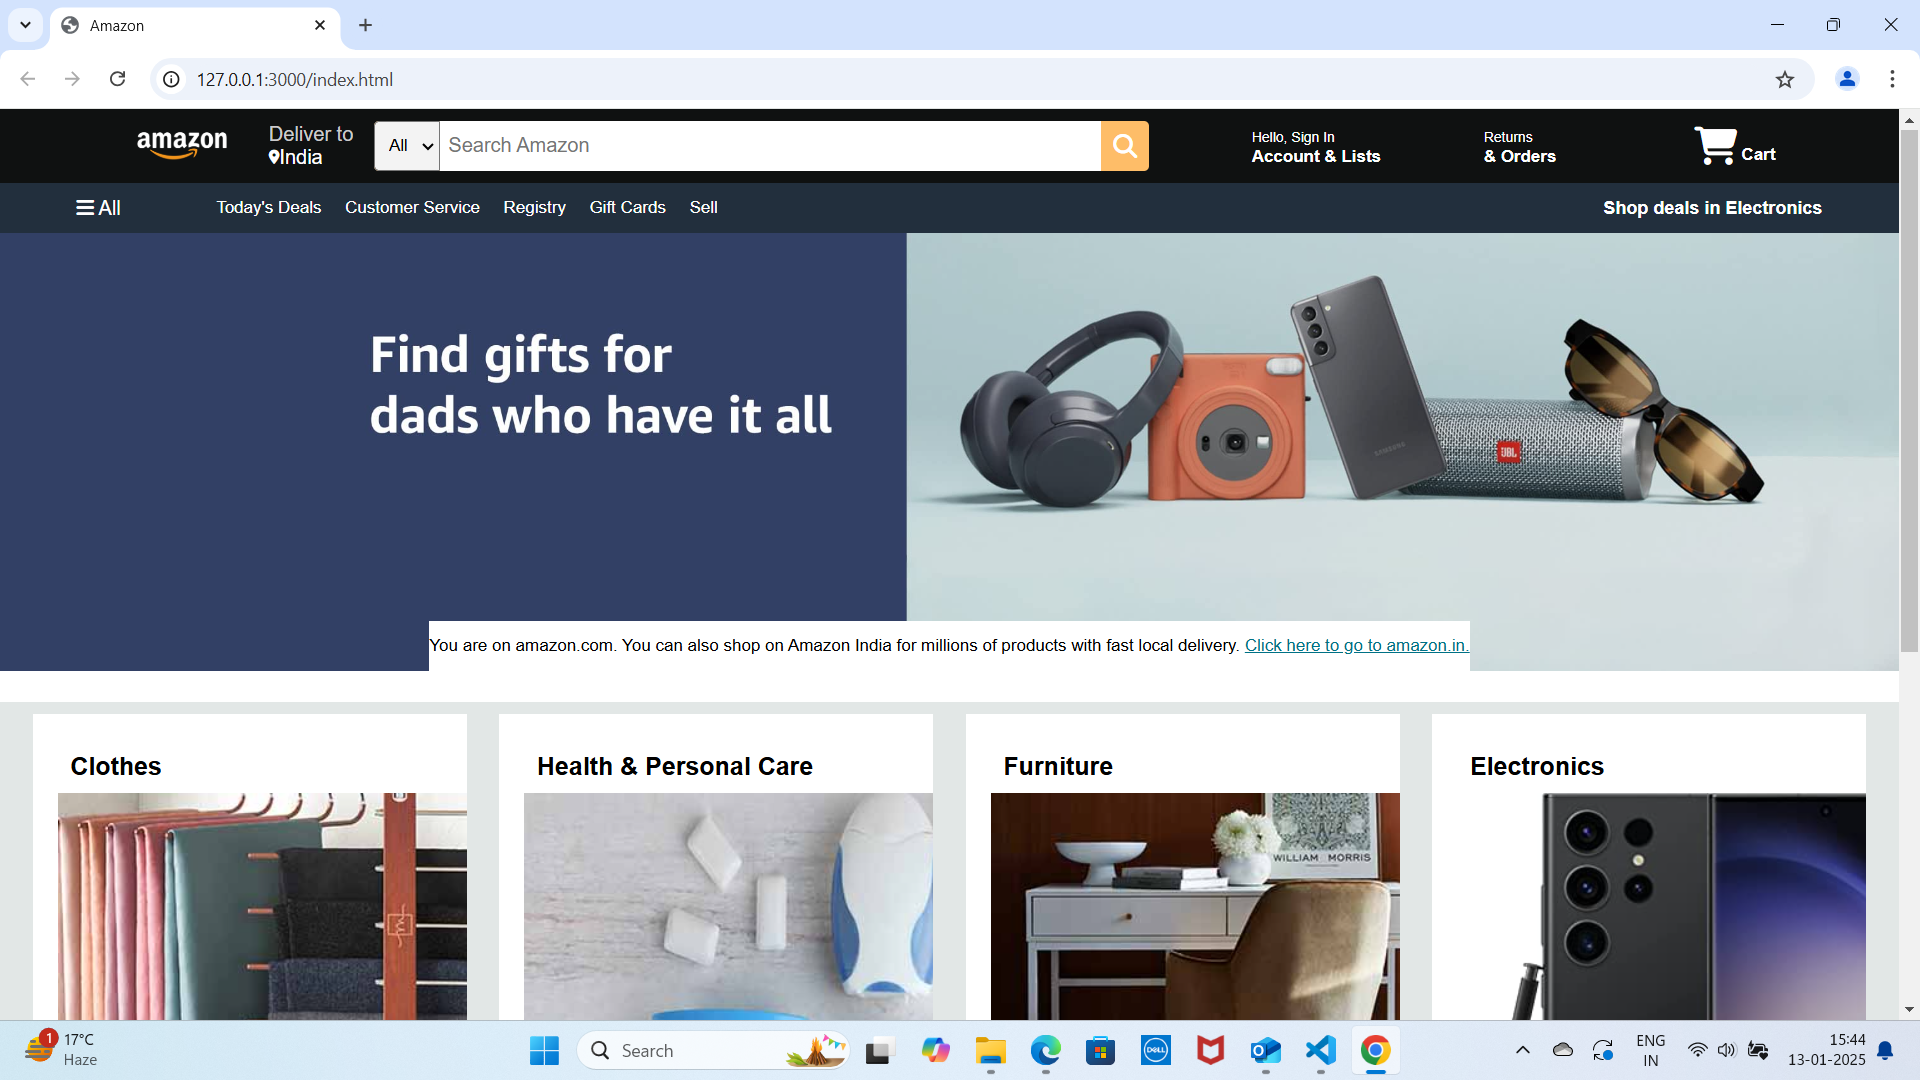 Amazon
127.0.0.1:3000/index.html
amazon
Deliver to
India
All
Search Amazon
Hello, Sign In
Account & Lists
Returns
& Orders
Cart
All
Today's Deals
Customer Service
Registry
Gift Cards
Sell
Shop deals in Electronics
Find gifts for
dads who have it all
SAMSUNG
JBL
You are on amazon.com. You can also shop on Amazon India for millions of products with fast local delivery. Click here to go to amazon.in.
Clothes
Health & Personal Care
Furniture
Electronics
WILLIAM MORRIS
1
17°C
Haze
Search
DELL
ENG
IN
15:44
13-01-2025